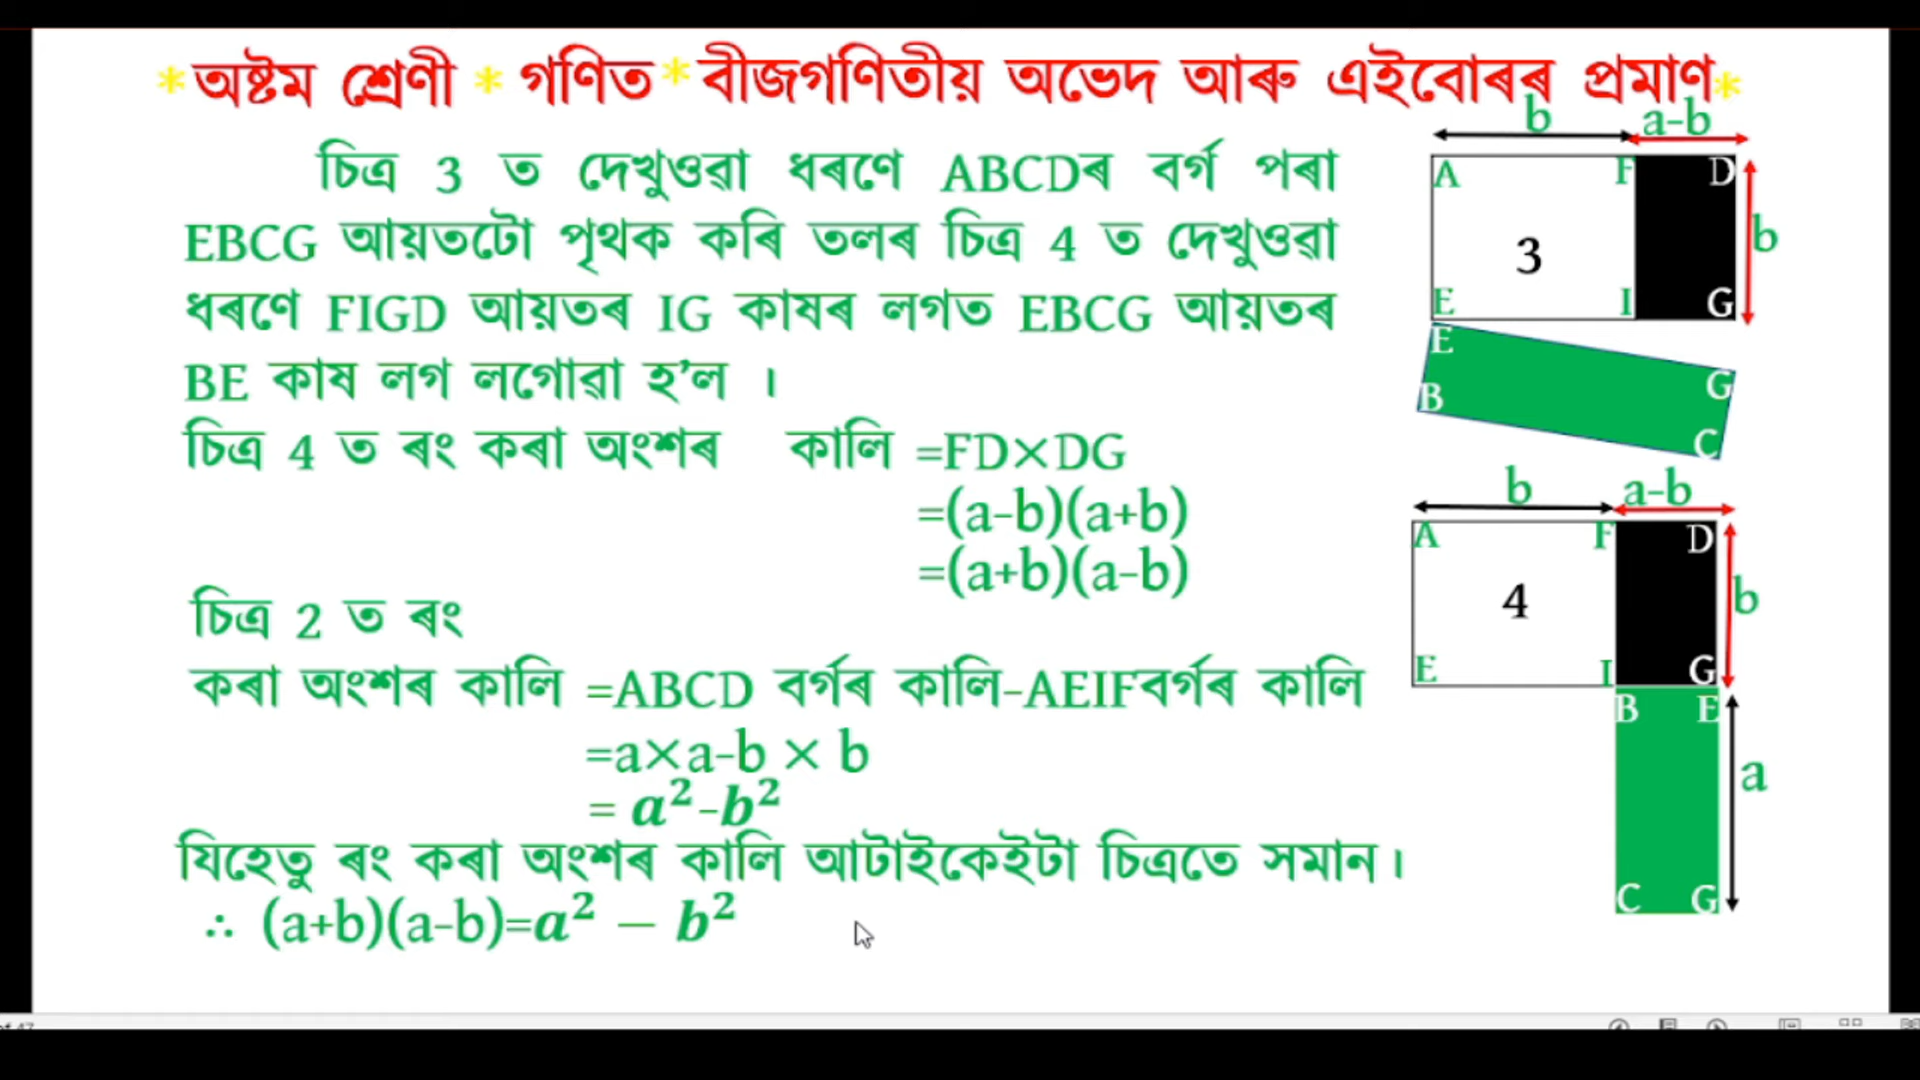 *অষ্টম শ্ৰেণী * গণিত * বীজগণিতীয় অভেদ আৰু এইবোৰৰ প্ৰমাণ*
চিত্ৰ 3 ত দেখুওৱা ধৰণে ABCDৰ বৰ্গ পৰা
EBCG আয়তটো পৃথক কৰি তলৰ চিত্ৰ 4 ত দেখুওৱা
ধৰণে FIGD আয়তৰ IG কাষৰ লগত EBCG আয়তৰ
BE কাষ লগ লগোৱা হ'ল ।
চিত্ৰ 4 ত ৰং কৰা অংশৰ কালি =FD×DG
=(a-b)(a+b)
=(a+b)(a-b)
চিত্ৰ 2 ত ৰং
কৰা অংশৰ কালি =ABCD বৰ্গৰ কালি-AEIFবৰ্গৰ কালি
=a×a-b × b
= a²-b²
যিহেতু ৰং কৰা অংশৰ কালি আটাইকেইটা চিত্ৰতে সমান।
∴ (a+b)(a-b)=a² − b²
b a-b
A F D
3 b
E I G
E
G
B
C
b a-b
A F D
4 b
E I G
B E
a
C G